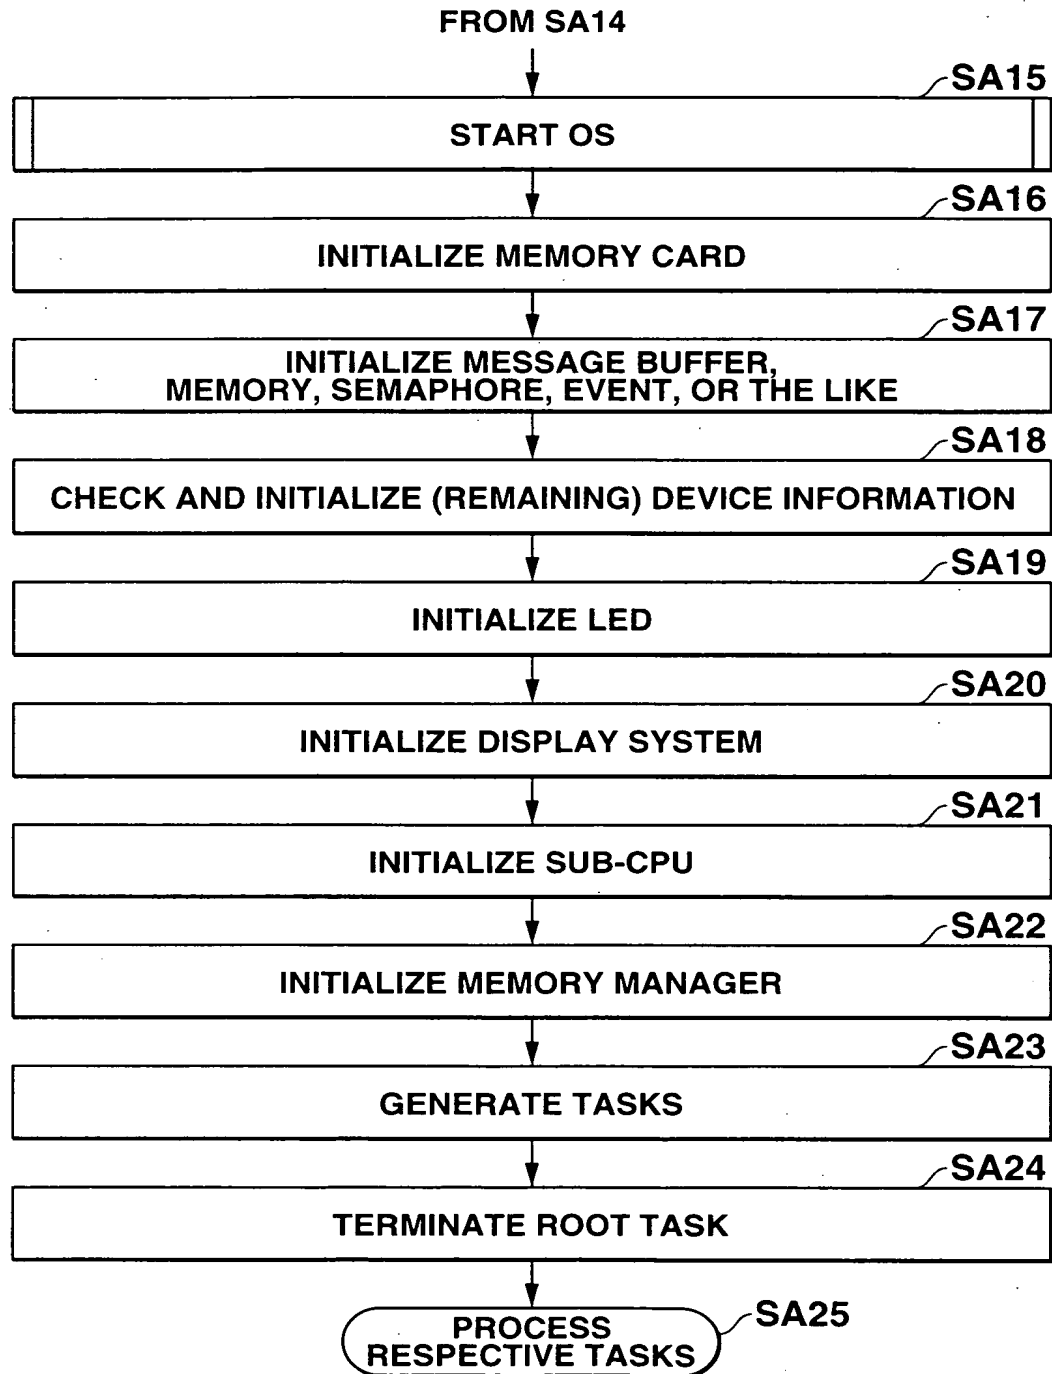 FROM SA14
SA15
START OS
SA16
INITIALIZE MEMORY CARD
SA17
INITIALIZE MESSAGE BUFFER,
MEMORY, SEMAPHORE, EVENT, OR THE LIKE
SA18
CHECK AND INITIALIZE (REMAINING) DEVICE INFORMATION
SA19
INITIALIZE LED
SA20
INITIALIZE DISPLAY SYSTEM
SA21
INITIALIZE SUB-CPU
SA22
INITIALIZE MEMORY MANAGER
SA23
GENERATE TASKS
SA24
TERMINATE ROOT TASK
SA25
PROCESS
RESPECTIVE TASKS